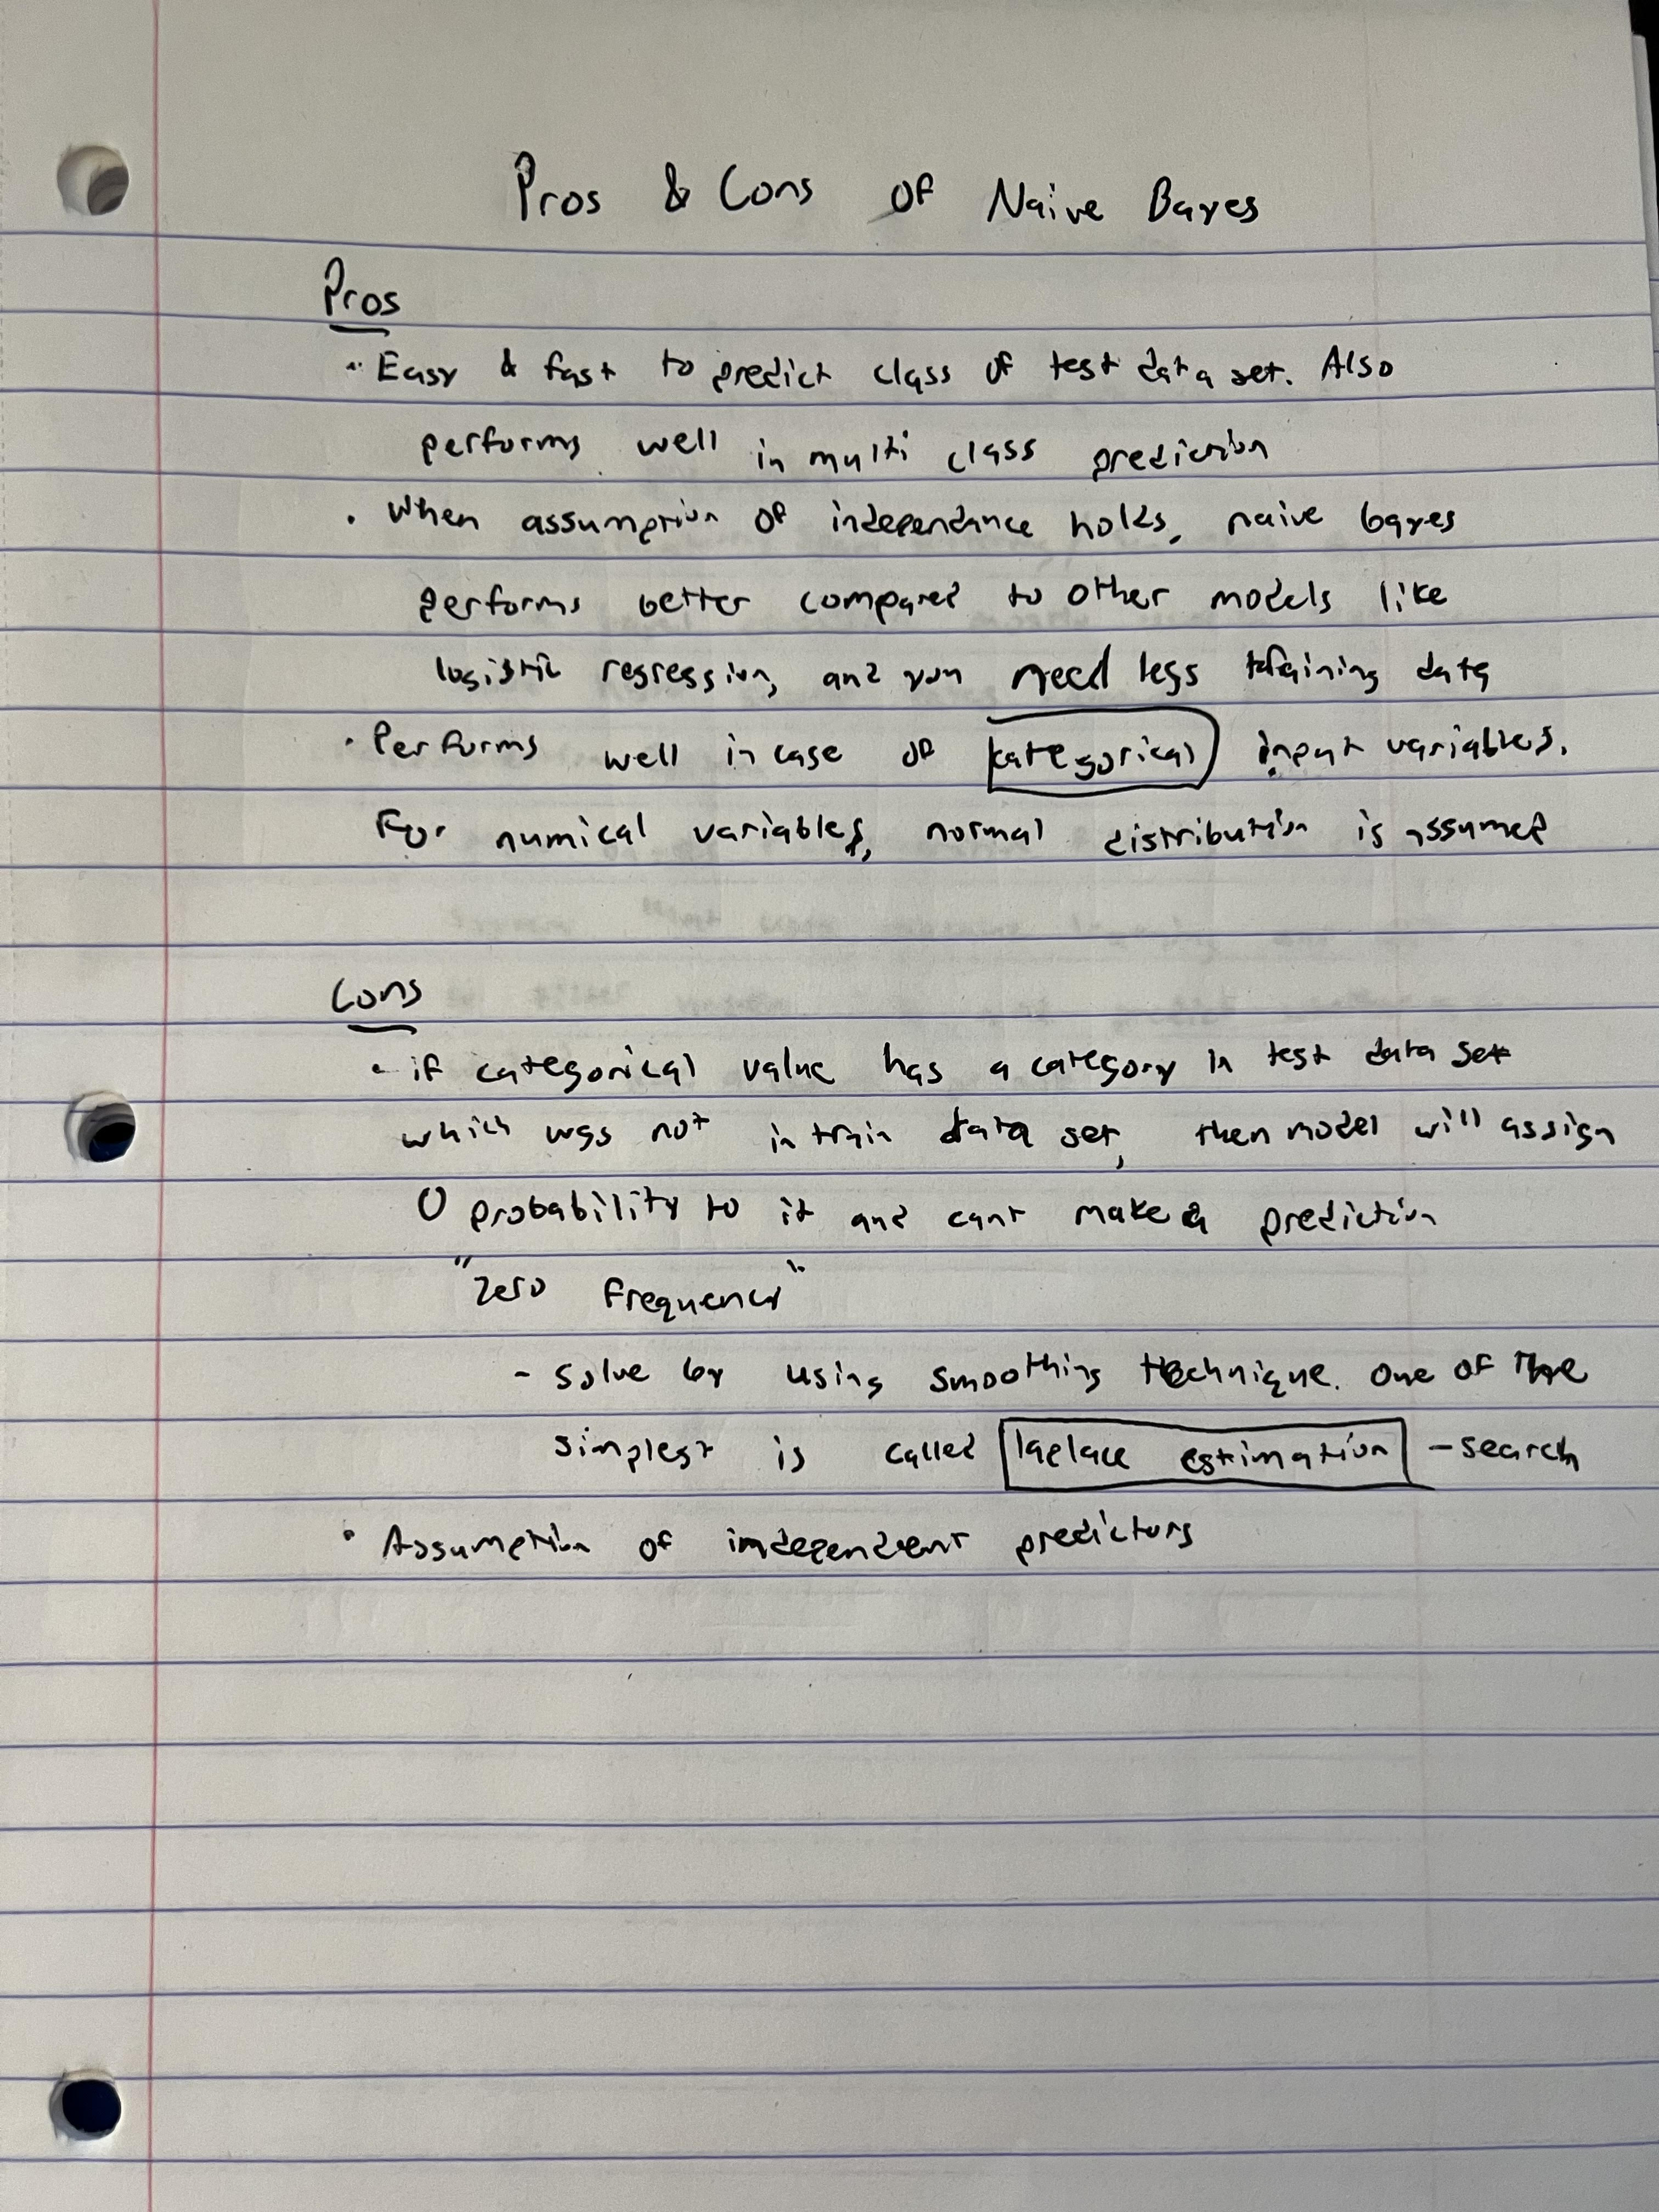 Pros & Cons of Naive Bayes
Pros
· Easy & fast to predict class of test data set. Also
performs well in multi class prediction
· When assumption of independance holds, naive bayes
performs better compared to other models like
logistic regression, and you need less training data
· Performs well in case of categorical input variables.
For numical variables, normal distribution is assumed
Cons
· if categorical value has a category in test data set
which was not in train data set, then model will assign
0 probability to it and cant make a prediction
"Zero Frequency"
- solve by using smoothing technique. One of the
simplest is called laplace estimation - search
· Assumption of independent predictors